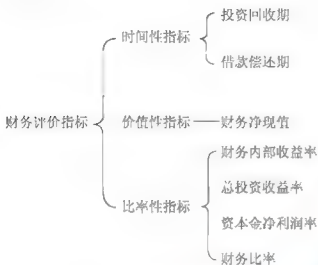 投资回收期
时间性指标
借款偿还期
财务评价指标
价值性指标
财务净现值
财务内部收益率
总投资收益率
比率性指标
资本金净利润率
财务比率